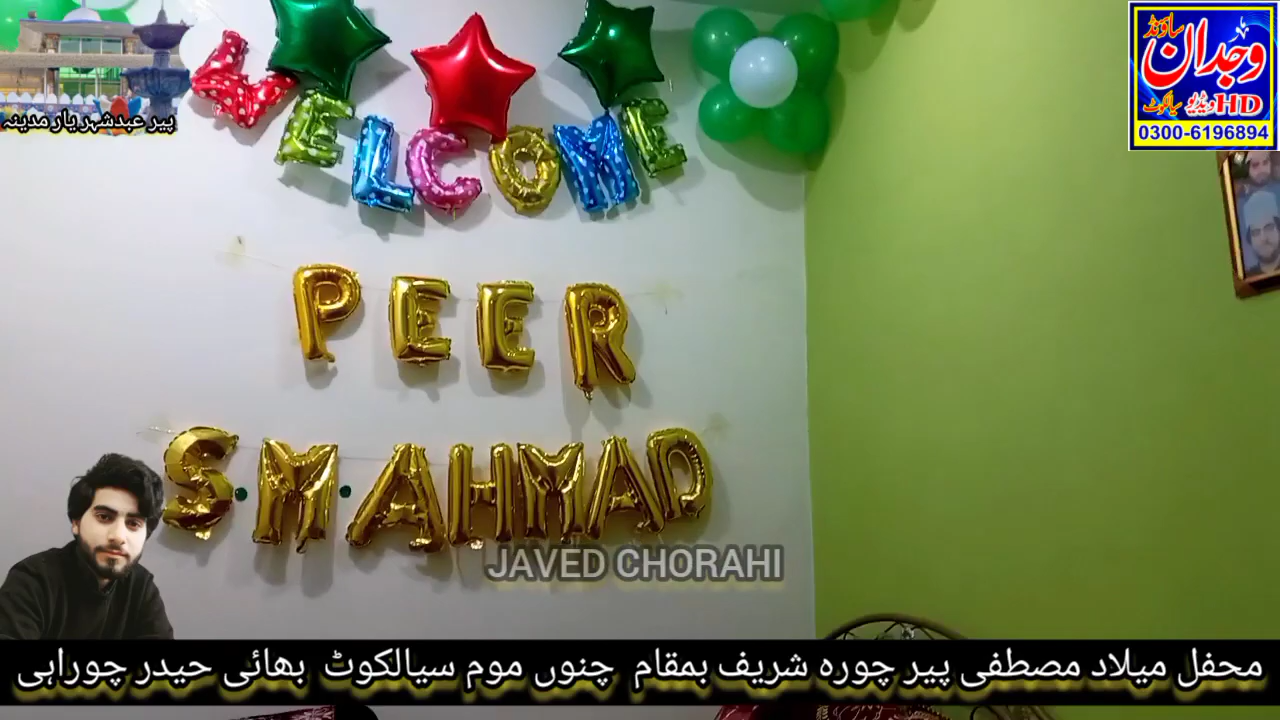 WELCOME
PEER
S.M.AHMAD
JAVED CHORAHI
پیر عبدشہر یار مدینہ
وجدان ساؤنڈ
HD ویڈیو سیالکوٹ
0300-6196894
محفل میلاد مصطفی پیر چورہ شریف بمقام چنوں موم سیالکوٹ بھائی حیدر چوراہی